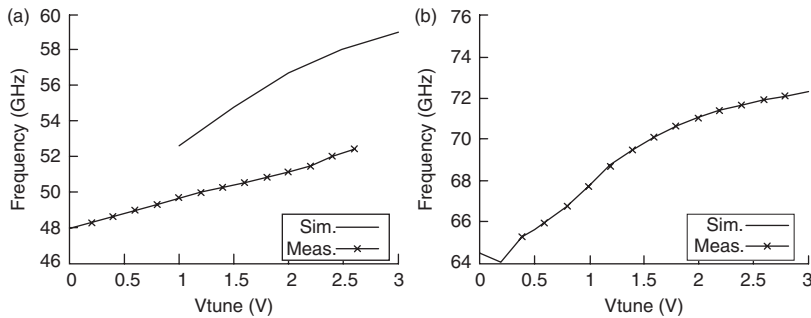 (a)
60
58
56
54
52
50
48
46
Frequency (GHz)
0 0.5 1 1.5 2 2.5 3
Vtune (V)
Sim.
Meas.
(b)
76
74
72
70
68
66
64
Frequency (GHz)
0 0.5 1 1.5 2 2.5 3
Vtune (V)
Sim.
Meas.